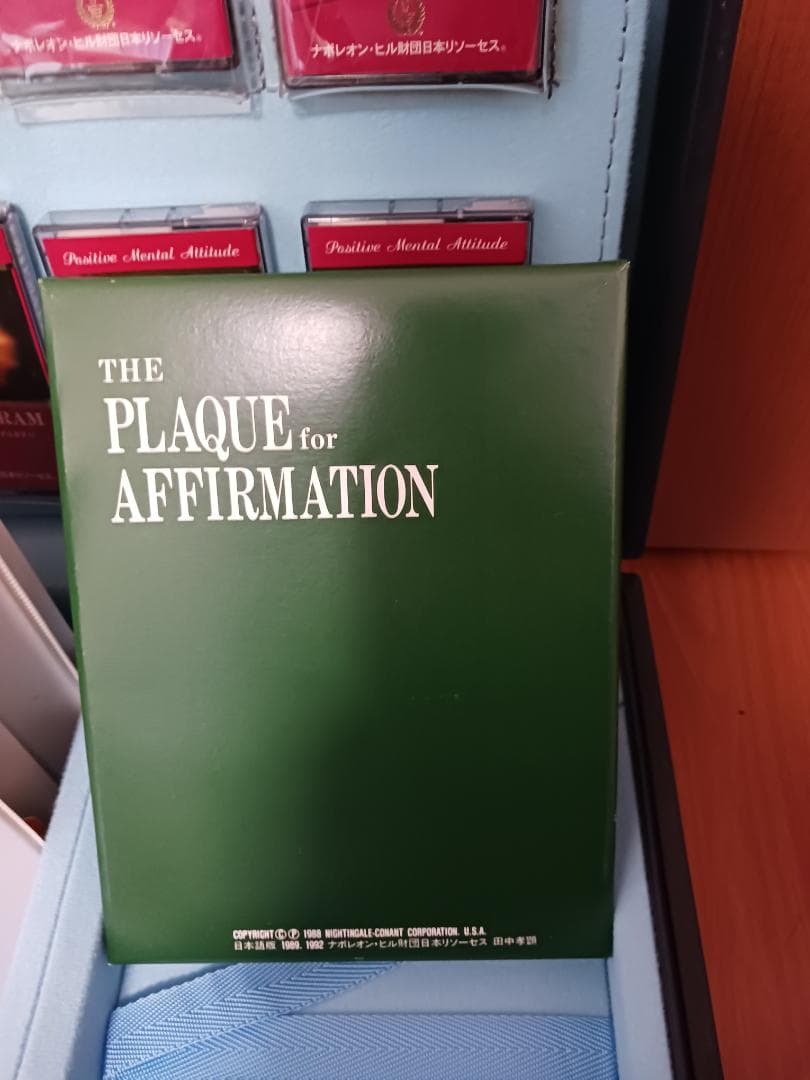 ナポレオン・ヒル財団日本リソーセス®
ナポレオン・ヒル財団日本リソーセス®
Positive Mental Attitude
Positive Mental Attitude
RAM
THE
PLAQUE for
AFFIRMATION
COPYRIGHT Ⓒ Ⓟ 1988 NIGHTINGALE-CONANT CORPORATION. U.S.A.
日本語版 1989. 1992 ナポレオン・ヒル財団日本リソーセス 田中孝顕